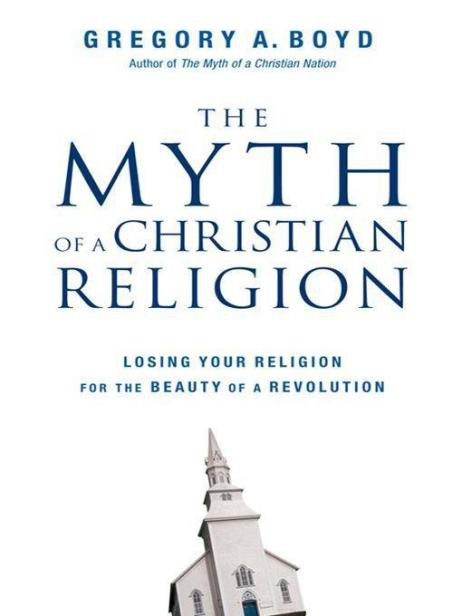 GREGORY A. BOYD
Author of The Myth of a Christian Nation
THE
MYTH
OF A CHRISTIAN
RELIGION
LOSING YOUR RELIGION
FOR THE BEAUTY OF A REVOLUTION